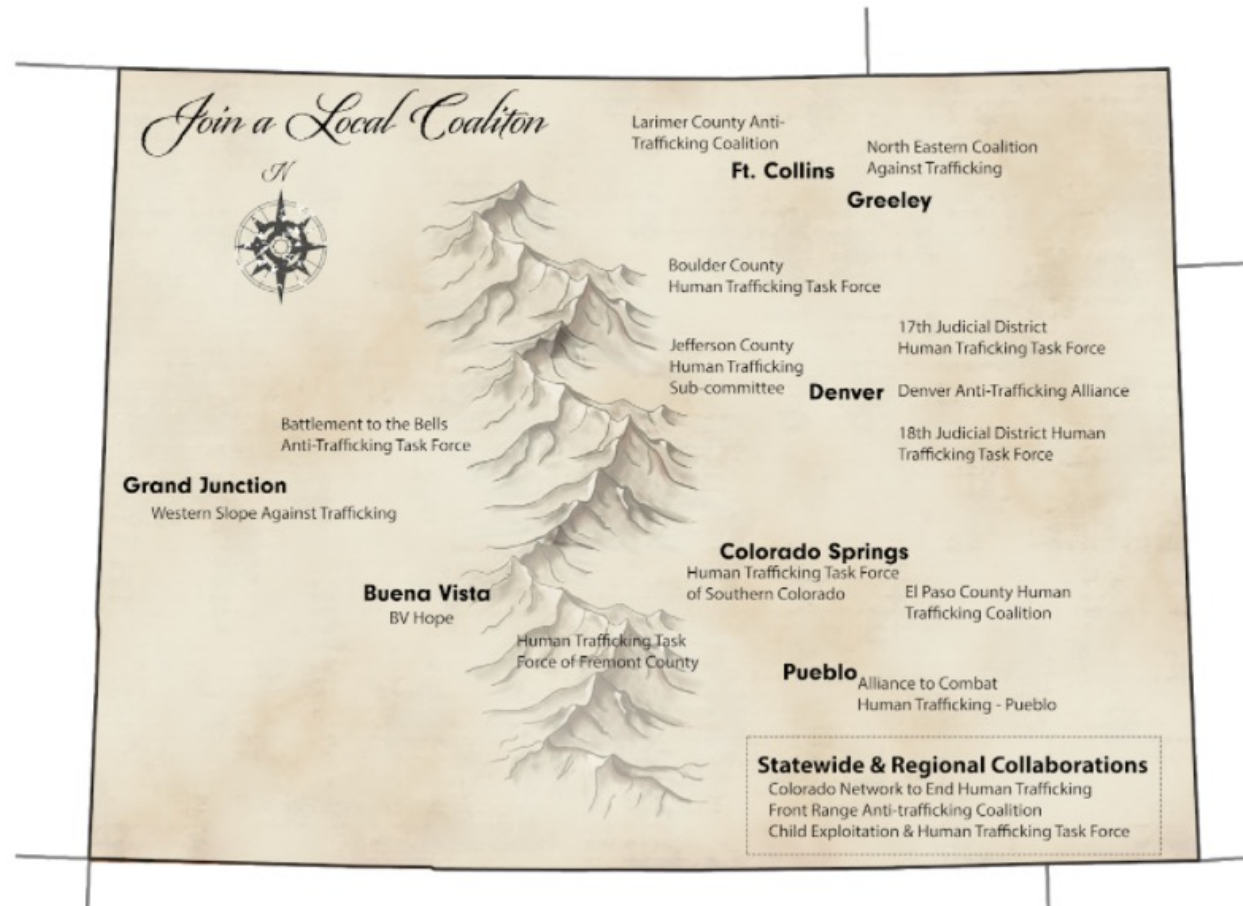 Join a Local Coaliton
N
Larimer County Anti-
Trafficking Coalition
Ft. Collins
North Eastern Coalition
Against Trafficking
Greeley
Boulder County
Human Trafficking Task Force
17th Judicial District
Human Traficking Task Force
Jefferson County
Human Trafficking
Sub-committee
Denver
Denver Anti-Trafficking Alliance
18th Judicial District Human
Trafficking Task Force
Battlement to the Bells
Anti-Trafficking Task Force
Grand Junction
Western Slope Against Trafficking
Colorado Springs
Human Trafficking Task Force
of Southern Colorado
El Paso County Human
Trafficking Coalition
Buena Vista
BV Hope
Human Trafficking Task
Force of Fremont County
Pueblo
Alliance to Combat
Human Trafficking - Pueblo
Statewide & Regional Collaborations
Colorado Network to End Human Trafficking
Front Range Anti-trafficking Coalition
Child Exploitation & Human Trafficking Task Force